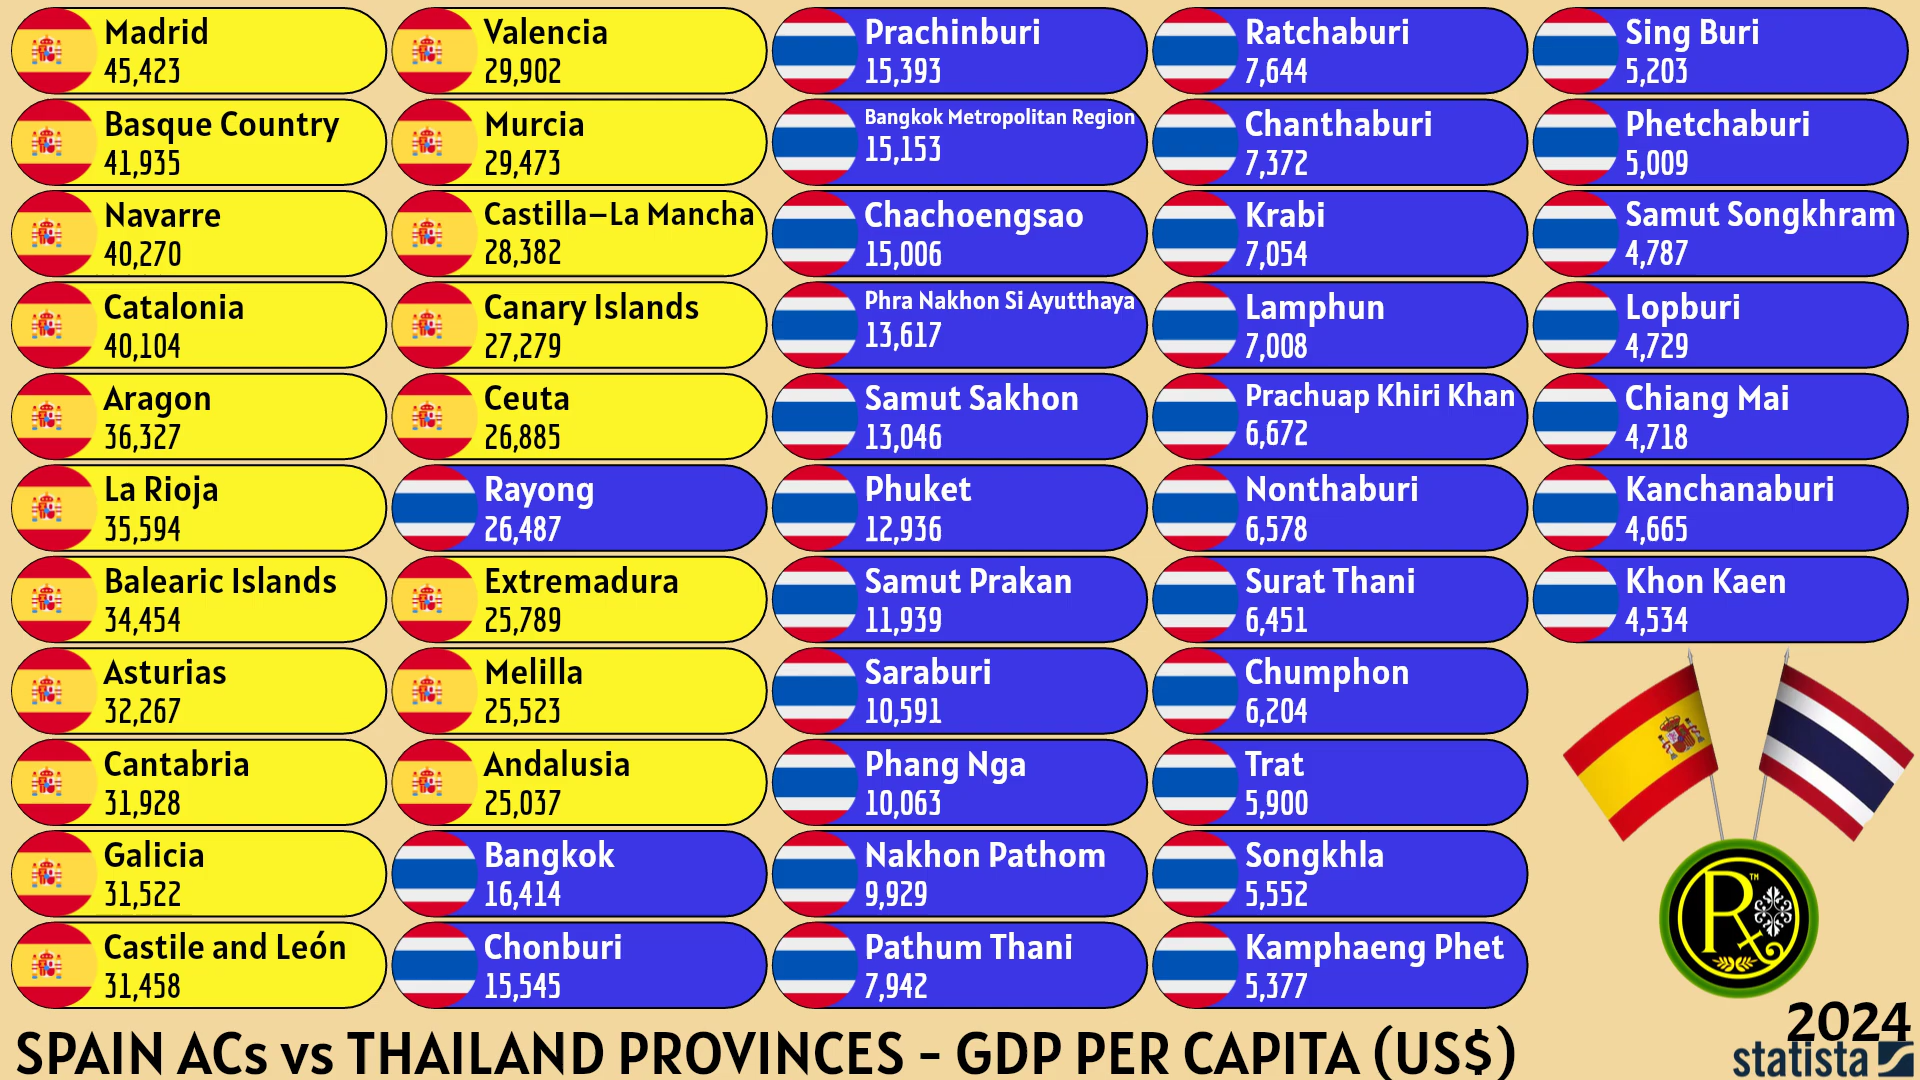 Madrid
45,423
Basque Country
41,935
Navarre
40,270
Catalonia
40,104
Aragon
36,327
La Rioja
35,594
Balearic Islands
34,454
Asturias
32,267
Cantabria
31,928
Galicia
31,522
Castile and León
31,458
Valencia
29,902
Murcia
29,473
Castilla–La Mancha
28,382
Canary Islands
27,279
Ceuta
26,885
Rayong
26,487
Extremadura
25,789
Melilla
25,523
Andalusia
25,037
Bangkok
16,414
Chonburi
15,545
Prachinburi
15,393
Bangkok Metropolitan Region
15,153
Chachoengsao
15,006
Phra Nakhon Si Ayutthaya
13,617
Samut Sakhon
13,046
Phuket
12,936
Samut Prakan
11,939
Saraburi
10,591
Phang Nga
10,063
Nakhon Pathom
9,929
Pathum Thani
7,942
Ratchaburi
7,644
Chanthaburi
7,372
Krabi
7,054
Lamphun
7,008
Prachuap Khiri Khan
6,672
Nonthaburi
6,578
Surat Thani
6,451
Chumphon
6,204
Trat
5,900
Songkhla
5,552
Kamphaeng Phet
5,377
Sing Buri
5,203
Phetchaburi
5,009
Samut Songkhram
4,787
Lopburi
4,729
Chiang Mai
4,718
Kanchanaburi
4,665
Khon Kaen
4,534
R TM
SPAIN ACs vs THAILAND PROVINCES - GDP PER CAPITA (US$)
2024
statista